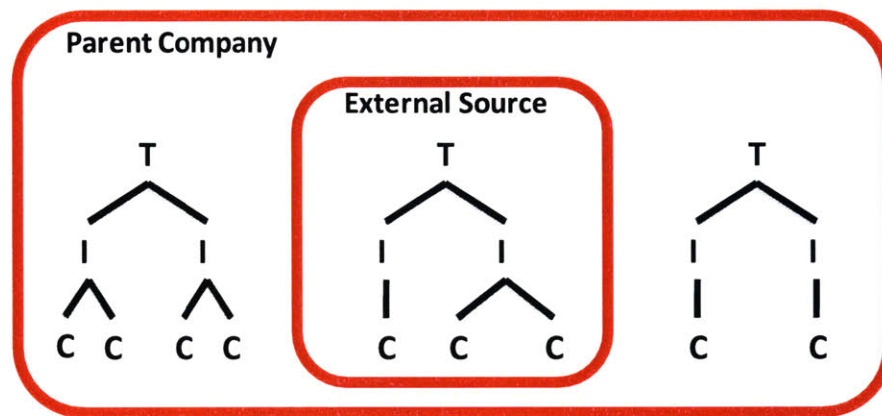 Parent Company
External Source
T T T
I I I I I I
C C C C C C C C C